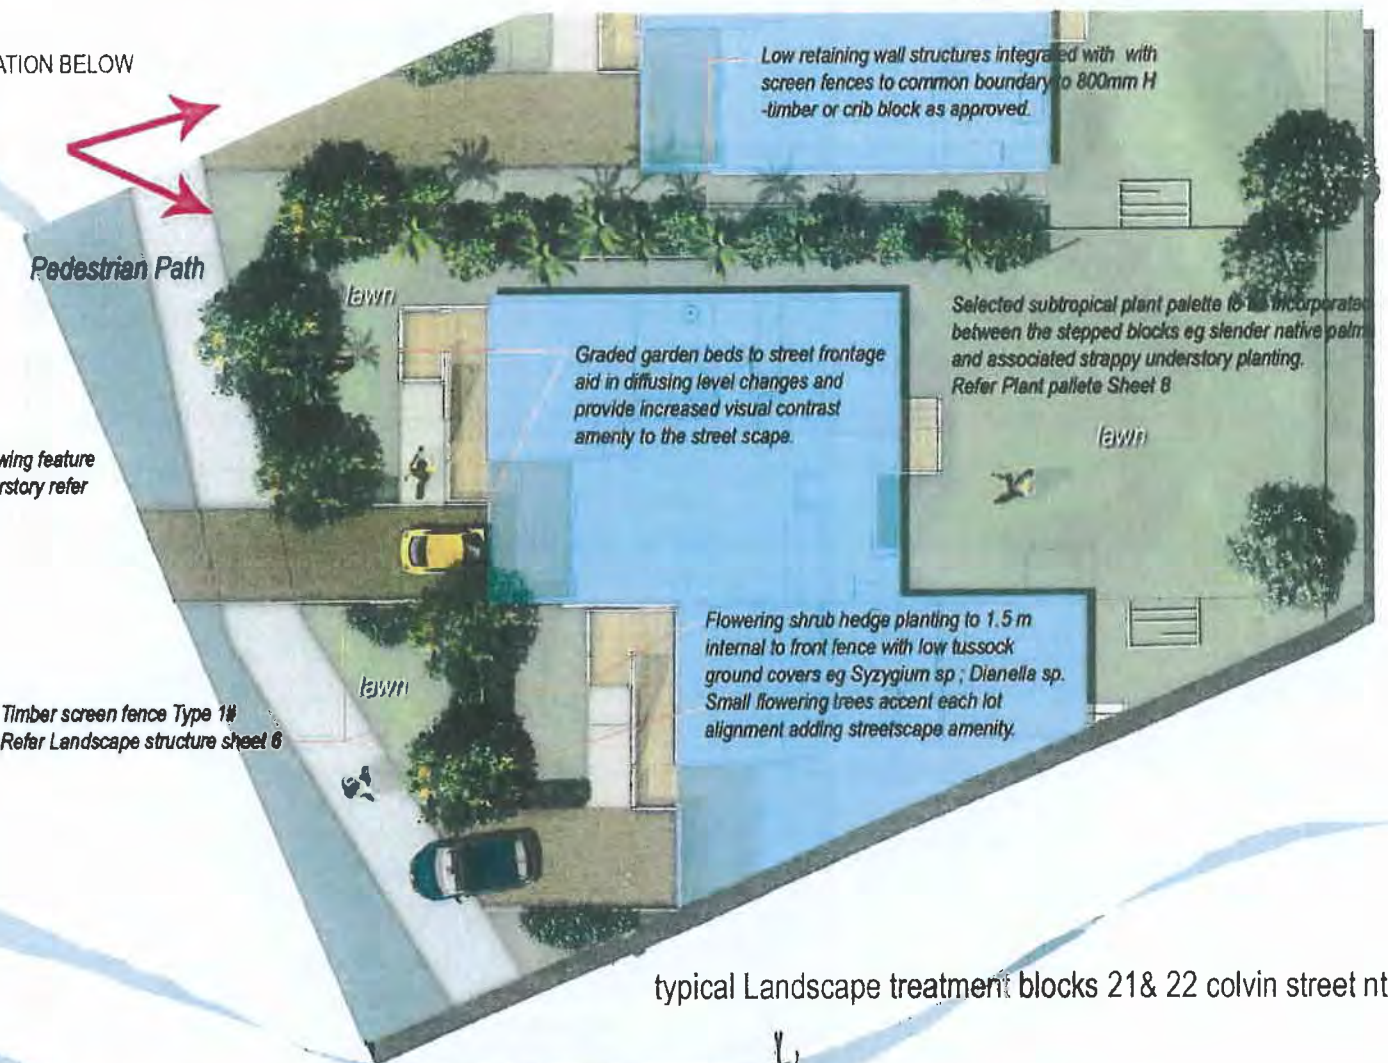 ATION BELOW
Low retaining wall structures integrated with with
screen fences to common boundary to 800mm H
-timber or crib block as approved.
Pedestrian Path
lawn
Selected subtropical plant palette to be incorporated
between the stepped blocks eg slender native palm
and associated strappy understory planting.
Refer Plant pallete Sheet 8
Graded garden beds to street frontage
aid in diffusing level changes and
provide increased visual contrast
amenty to the street scape.
lawn
wing feature
rstory refer
Flowering shrub hedge planting to 1.5 m
internal to front fence with low tussock
ground covers eg Syzygium sp ; Dianella sp.
Small flowering trees accent each lot
alignment adding streetscape amenity.
lawn
Timber screen fence Type 1#
Refer Landscape structure sheet 6
typical Landscape treatment blocks 21& 22 colvin street nt